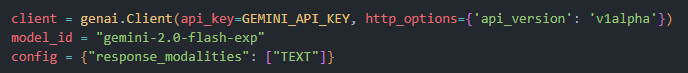 client = genai.Client(api_key=GEMINI_API_KEY, http_options={'api_version': 'v1alpha'})
model_id = "gemini-2.0-flash-exp"
config = {"response_modalities": ["TEXT"]}